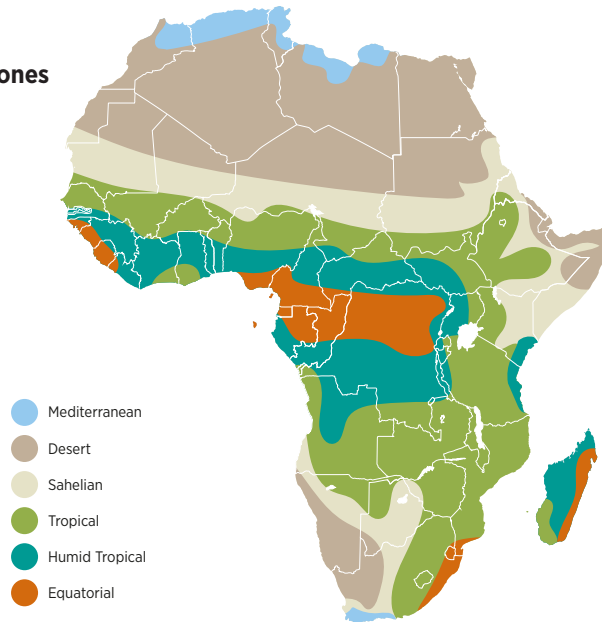 ones
Mediterranean
Desert
Sahelian
Tropical
Humid Tropical
Equatorial